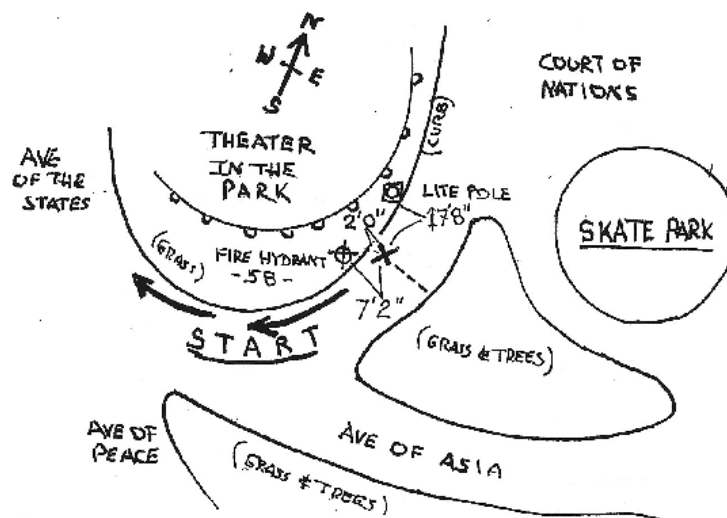 N
W
E
S
COURT OF
NATIONS
(CURB)
THEATER
IN THE
PARK
AVE
OF THE
STATES
LITE POLE
2'0"
17'8"
SKATE PARK
(GRASS)
FIRE HYDRANT
-58-
7'2"
START
(GRASS & TREES)
AVE OF ASIA
AVE OF
PEACE
(GRASS & TREES)